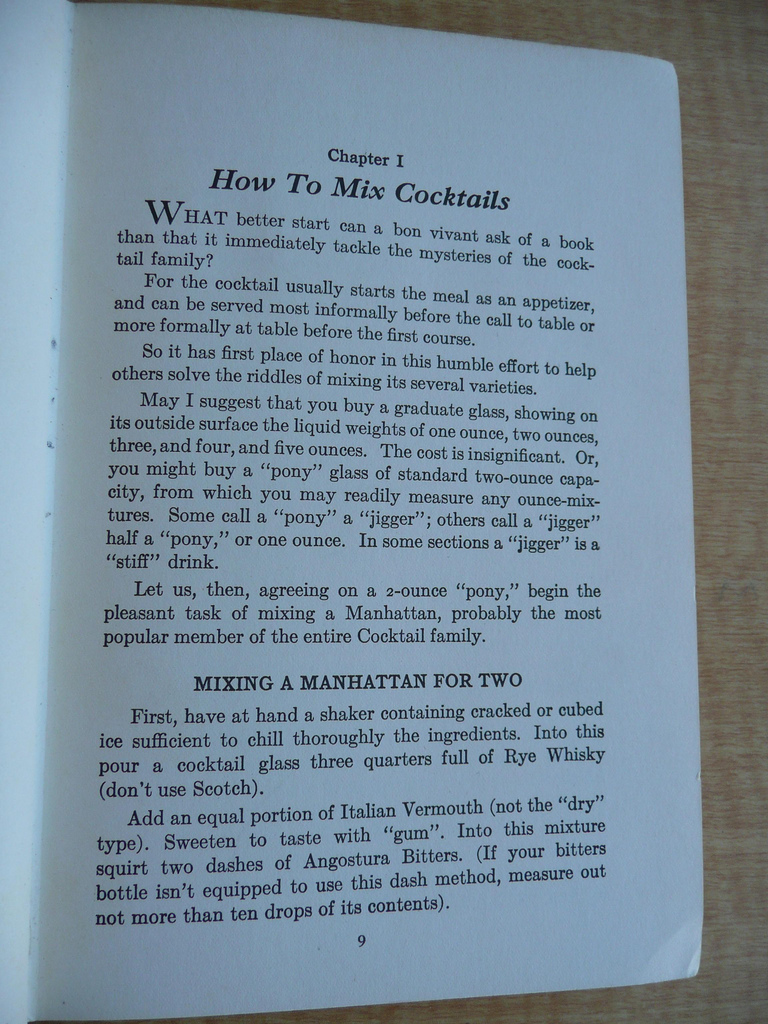 Chapter I
How To Mix Cocktails
WHAT better start can a bon vivant ask of a book
than that it immediately tackle the mysteries of the cock-
tail family?
For the cocktail usually starts the meal as an appetizer,
and can be served most informally before the call to table or
more formally at table before the first course.
So it has first place of honor in this humble effort to help
others solve the riddles of mixing its several varieties.
May I suggest that you buy a graduate glass, showing on
its outside surface the liquid weights of one ounce, two ounces,
three, and four, and five ounces. The cost is insignificant. Or,
you might buy a “pony” glass of standard two-ounce capa-
city, from which you may readily measure any ounce-mix-
tures. Some call a “pony” a “jigger”; others call a “jigger”
half a “pony,” or one ounce. In some sections a “jigger” is a
“stiff” drink.
Let us, then, agreeing on a 2-ounce “pony,” begin the
pleasant task of mixing a Manhattan, probably the most
popular member of the entire Cocktail family.
MIXING A MANHATTAN FOR TWO
First, have at hand a shaker containing cracked or cubed
ice sufficient to chill thoroughly the ingredients. Into this
pour a cocktail glass three quarters full of Rye Whisky
(don’t use Scotch).
Add an equal portion of Italian Vermouth (not the “dry”
type). Sweeten to taste with “gum”. Into this mixture
squirt two dashes of Angostura Bitters. (If your bitters
bottle isn’t equipped to use this dash method, measure out
not more than ten drops of its contents).
9